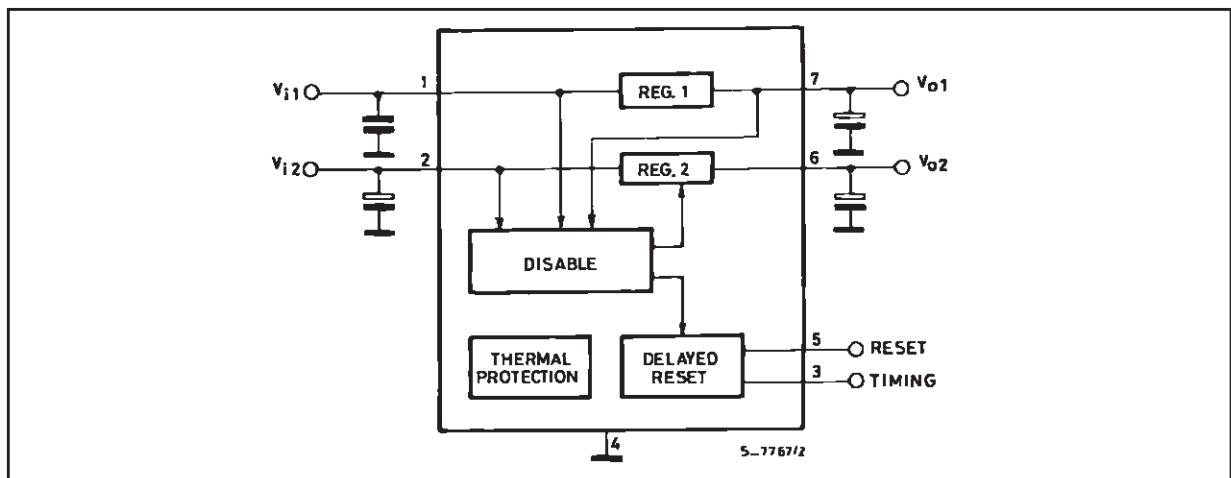 Vi1
1
REG. 1
7
Vo1
Vi2
2
REG. 2
6
Vo2
DISABLE
THERMAL
PROTECTION
DELAYED
RESET
5
RESET
3
TIMING
4
S_7767/2